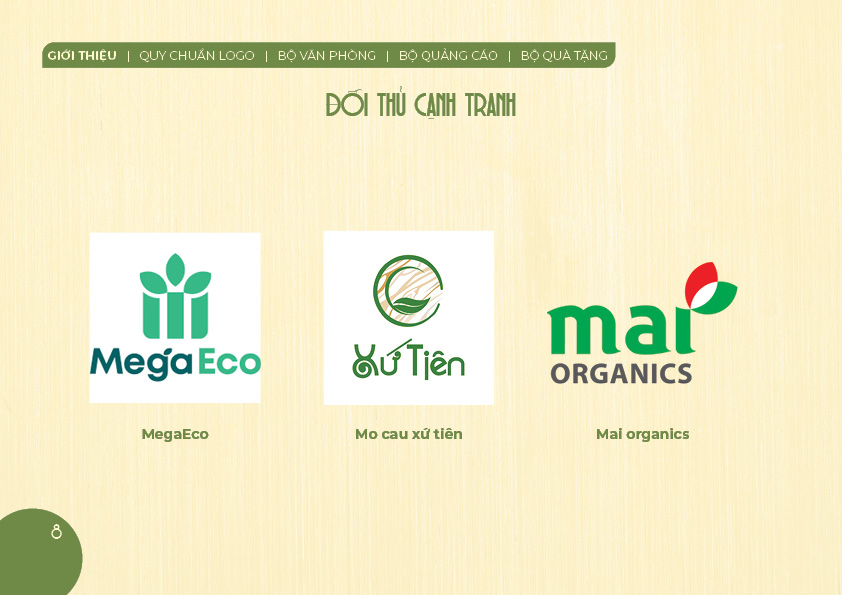 GIỚI THIỆU | QUY CHUẨN LOGO | BỘ VĂN PHÒNG | BỘ QUẢNG CÁO | BỘ QUÀ TẶNG
ĐỐI THỦ CẠNH TRANH
MegaEco
Xứ Tiên
mai
ORGANICS
MegaEco
Mo cau xứ tiên
Mai organics
8